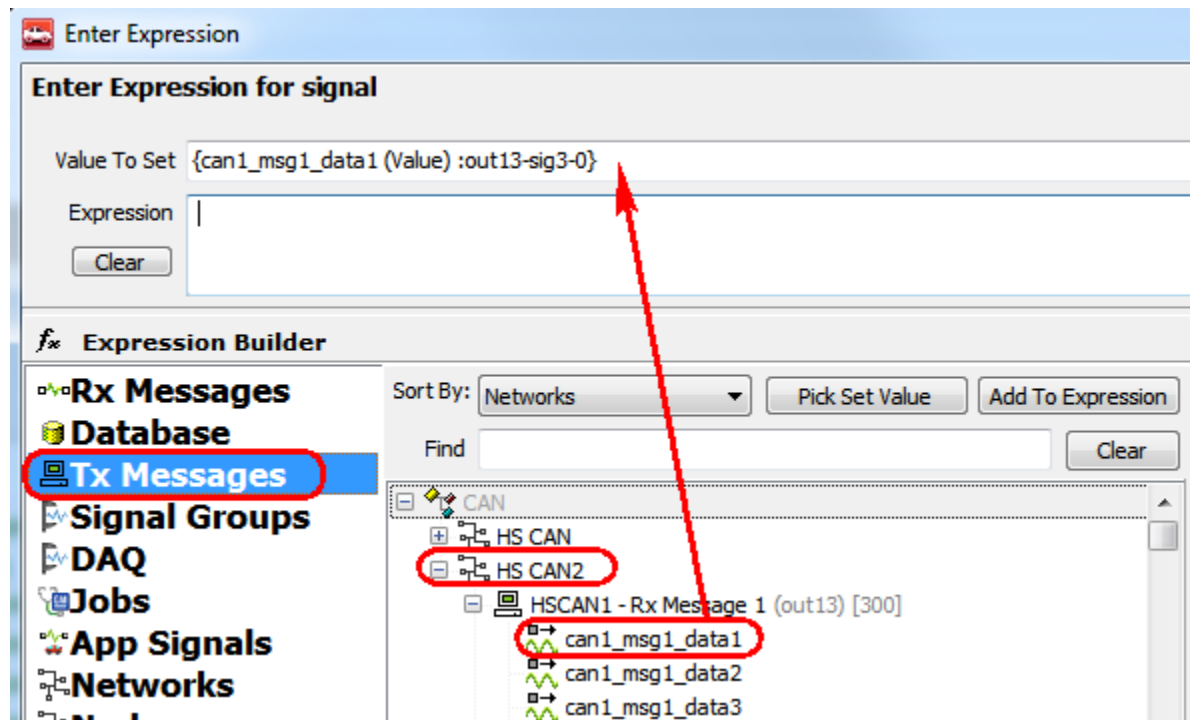 Enter Expression
Enter Expression for signal
Value To Set {can1_msg1_data1 (Value) :out13-sig3-0}
Expression
Clear
fx Expression Builder
Rx Messages
Database
Tx Messages
Signal Groups
DAQ
Jobs
App Signals
Networks
Sort By: Networks Pick Set Value Add To Expression
Find Clear
CAN
HS CAN
HS CAN2
HSCAN1 - Rx Message 1 (out13) [300]
can1_msg1_data1
can1_msg1_data2
can1_msg1_data3